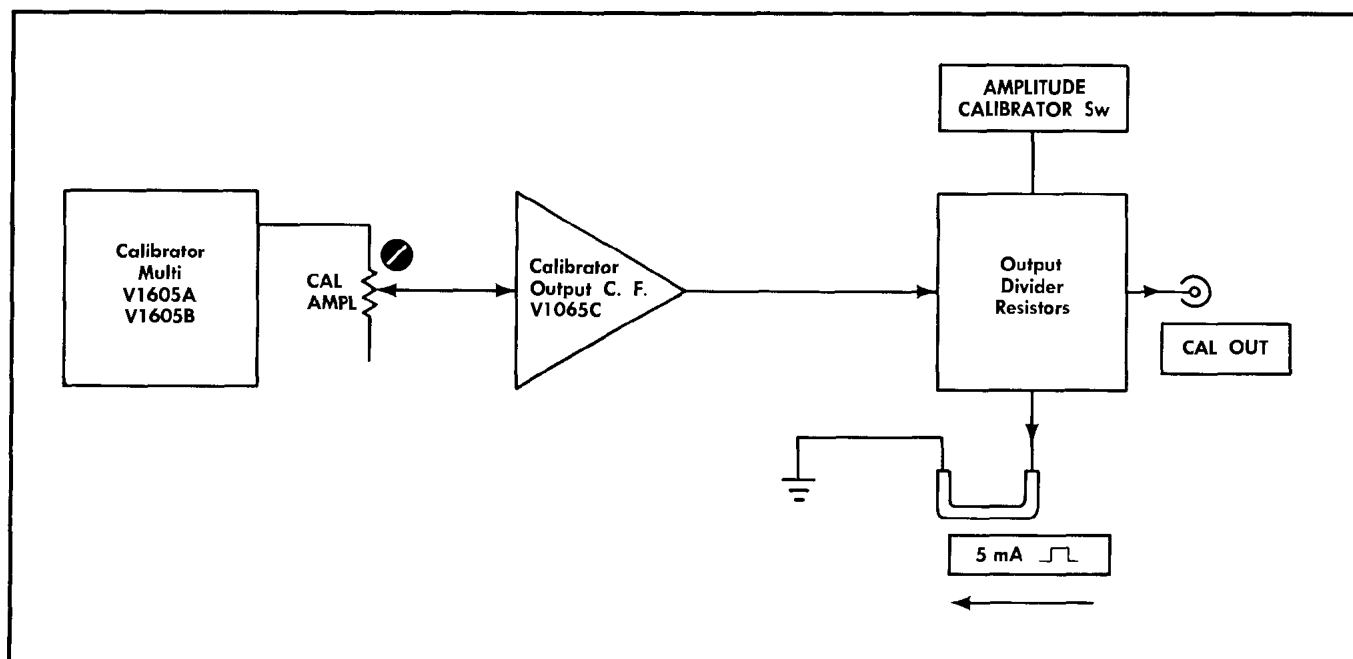 AMPLITUDE
CALIBRATOR Sw
Calibrator
Multi
V1605A
V1605B
CAL
AMPL
Calibrator
Output C. F.
V1065C
Output
Divider
Resistors
CAL OUT
5 mA